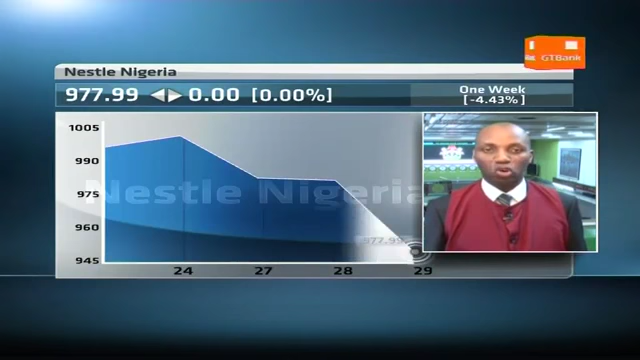 GTBank
Nestle Nigeria
977.99 0.00 [0.00%]
One Week
[-4.43%]
1005
990
975
960
945
Nestle Nigeria
977.99
24 27 28 29